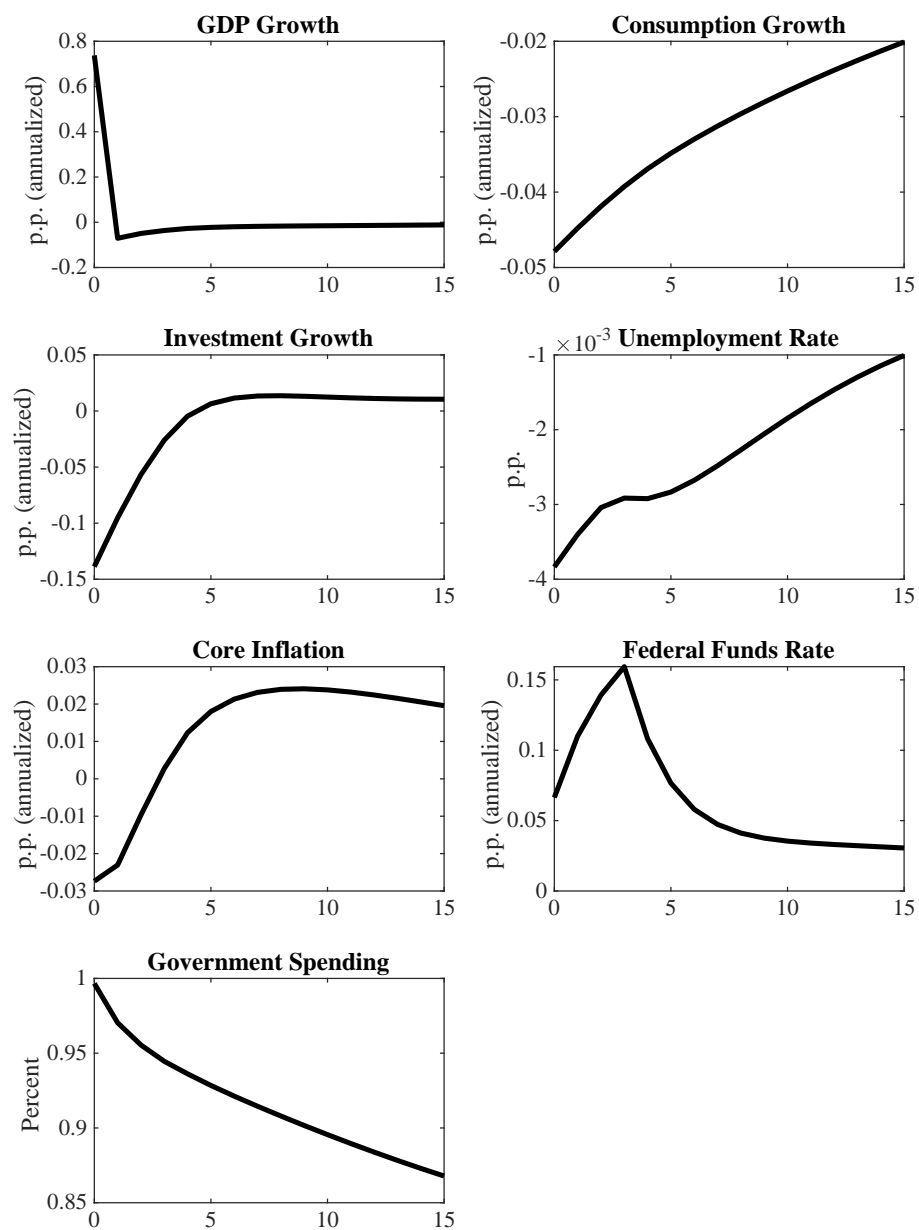 GDP Growth
p.p. (annualized)
0.8
0.6
0.4
0.2
0
-0.2
0 5 10 15
Consumption Growth
p.p. (annualized)
-0.02
-0.03
-0.04
-0.05
0 5 10 15
Investment Growth
p.p. (annualized)
0.05
0
-0.05
-0.1
-0.15
0 5 10 15
×10⁻³ Unemployment Rate
p.p.
-1
-2
-3
-4
0 5 10 15
Core Inflation
p.p. (annualized)
0.03
0.02
0.01
0
-0.01
-0.02
-0.03
0 5 10 15
Federal Funds Rate
p.p. (annualized)
0.15
0.1
0.05
0
0 5 10 15
Government Spending
Percent
1
0.95
0.9
0.85
0 5 10 15